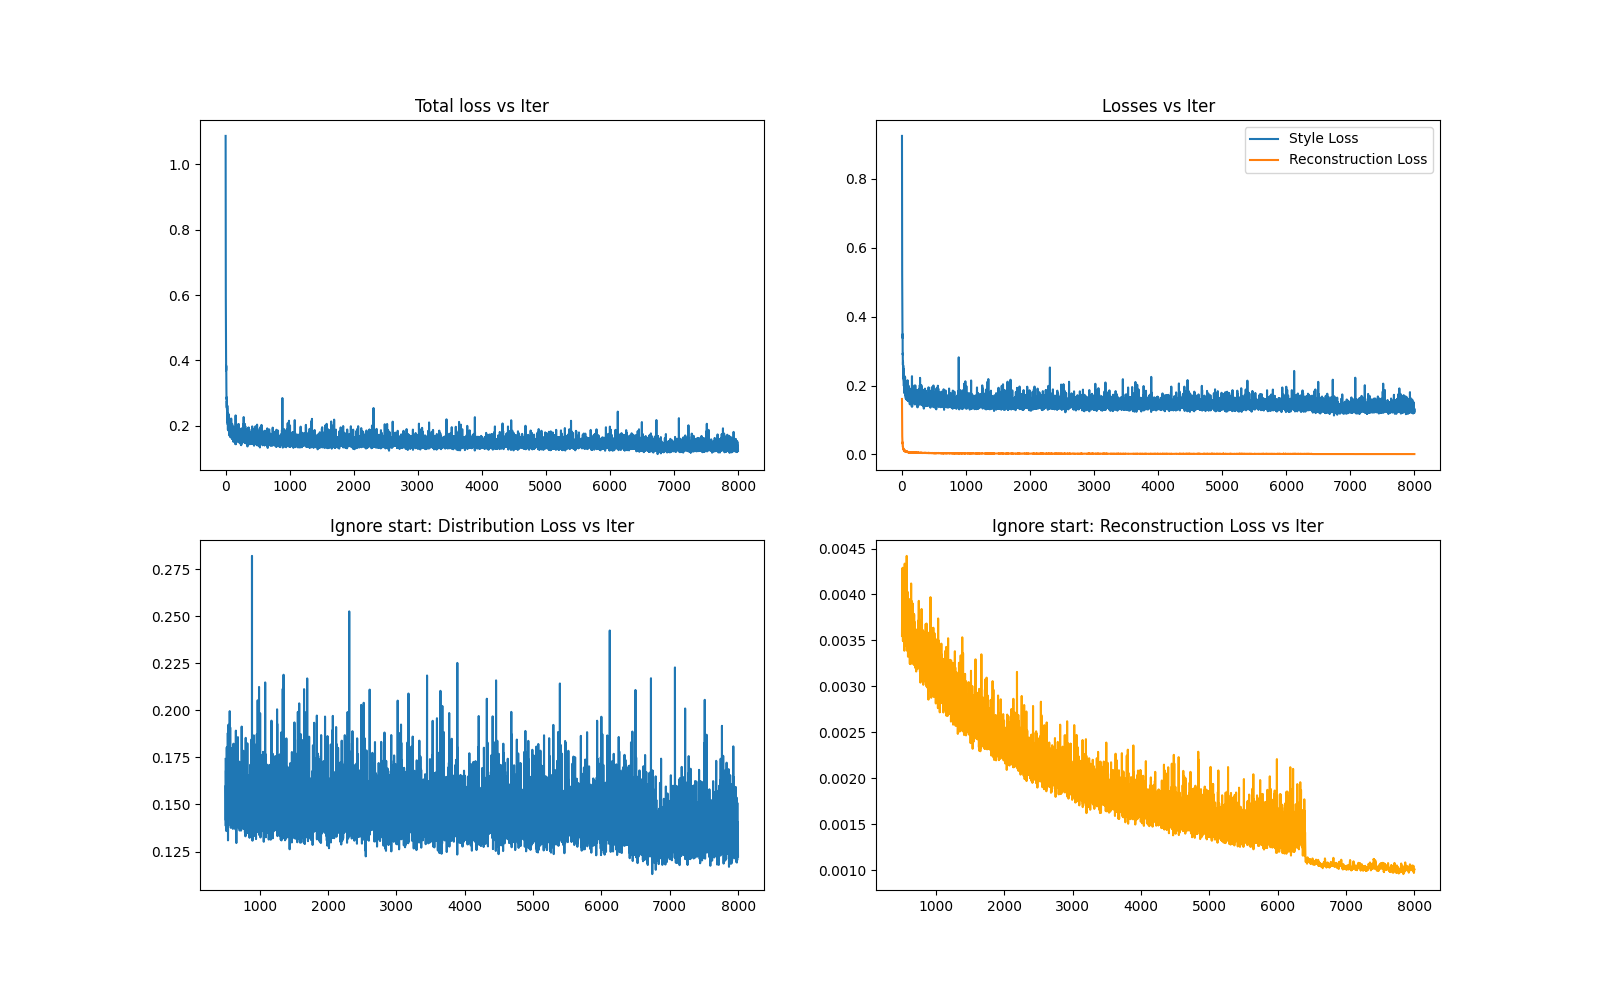 Total loss vs Iter
1.0
0.8
0.6
0.4
0.2
0 1000 2000 3000 4000 5000 6000 7000 8000
Losses vs Iter
Style Loss
Reconstruction Loss
0.8
0.6
0.4
0.2
0.0
0 1000 2000 3000 4000 5000 6000 7000 8000
Ignore start: Distribution Loss vs Iter
0.275
0.250
0.225
0.200
0.175
0.150
0.125
1000 2000 3000 4000 5000 6000 7000 8000
Ignore start: Reconstruction Loss vs Iter
0.0045
0.0040
0.0035
0.0030
0.0025
0.0020
0.0015
0.0010
1000 2000 3000 4000 5000 6000 7000 8000